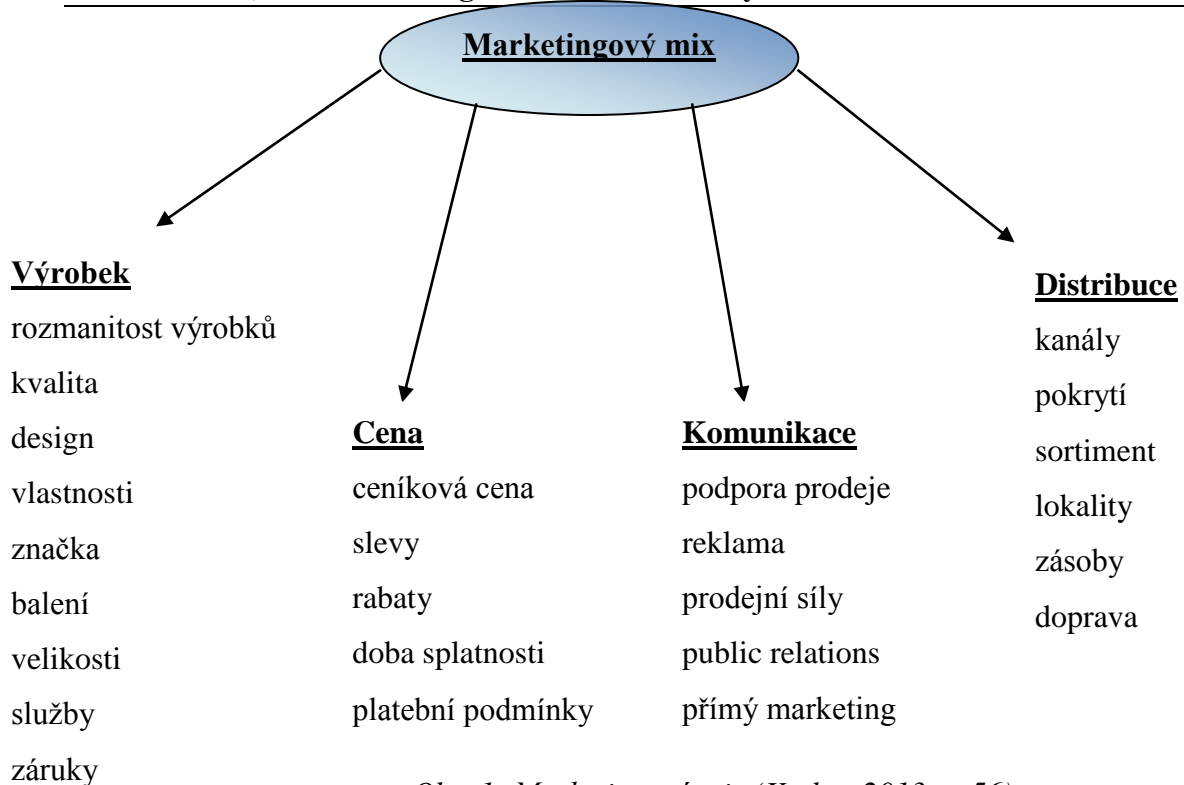 Marketingový mix
Výrobek
rozmanitost výrobků
kvalita
design
vlastnosti
značka
balení
velikosti
služby
záruky
Cena
ceníková cena
slevy
rabaty
doba splatnosti
platební podmínky
Komunikace
podpora prodeje
reklama
prodejní síly
public relations
přímý marketing
Distribuce
kanály
pokrytí
sortiment
lokality
zásoby
doprava